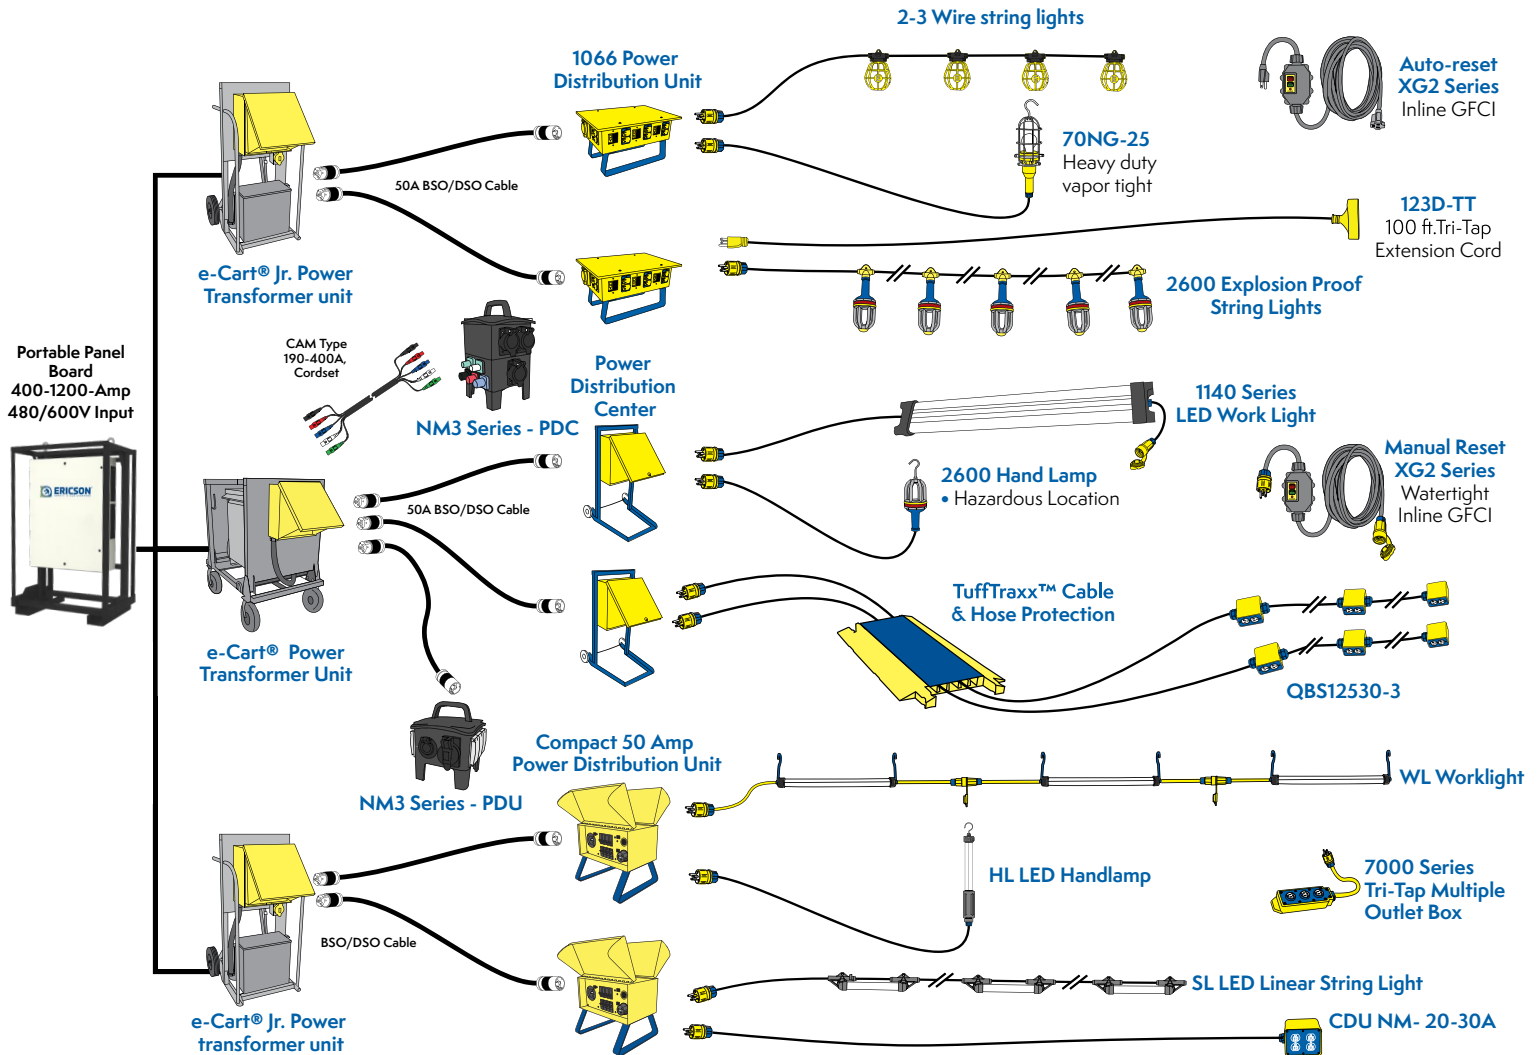 2-3 Wire string lights
1066 Power
Distribution Unit
Auto-reset
XG2 Series
Inline GFCI
70NG-25
Heavy duty
vapor tight
50A BSO/DSO Cable
123D-TT
100 ft.Tri-Tap
Extension Cord
e-Cart® Jr. Power
Transformer unit
2600 Explosion Proof
String Lights
CAM Type
190-400A,
Cordset
Portable Panel
Board
400-1200-Amp
480/600V Input
Power
Distribution
Center
NM3 Series - PDC
1140 Series
LED Work Light
ERICSON
2600 Hand Lamp
• Hazardous Location
Manual Reset
XG2 Series
Watertight
Inline GFCI
50A BSO/DSO Cable
TuffTraxx™ Cable
& Hose Protection
e-Cart® Power
Transformer Unit
QBS12530-3
Compact 50 Amp
Power Distribution Unit
NM3 Series - PDU
WL Worklight
HL LED Handlamp
7000 Series
Tri-Tap Multiple
Outlet Box
BSO/DSO Cable
SL LED Linear String Light
e-Cart® Jr. Power
transformer unit
CDU NM- 20-30A